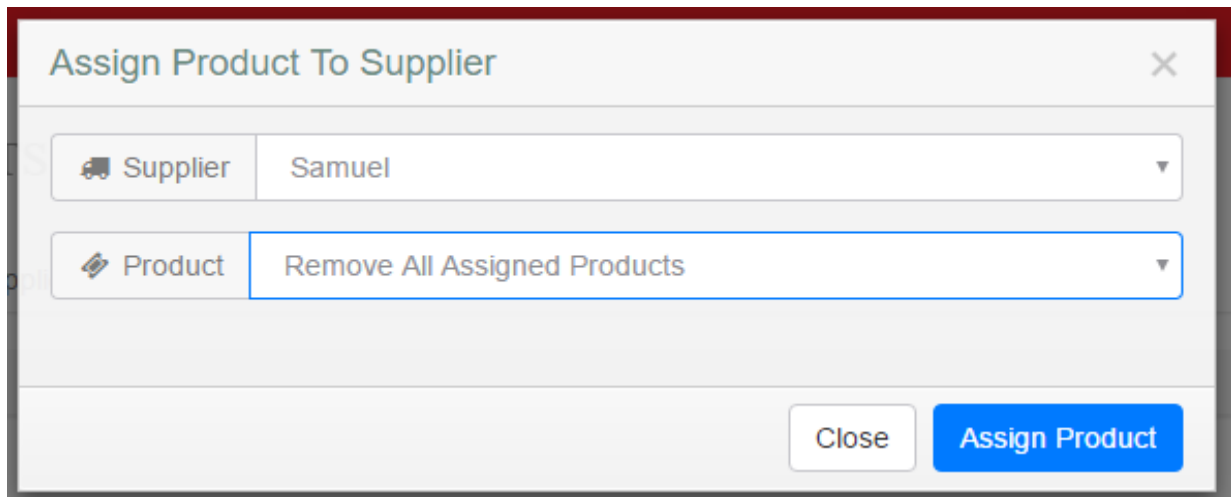 Assign Product To Supplier ×
Supplier Samuel
Product Remove All Assigned Products
Close Assign Product